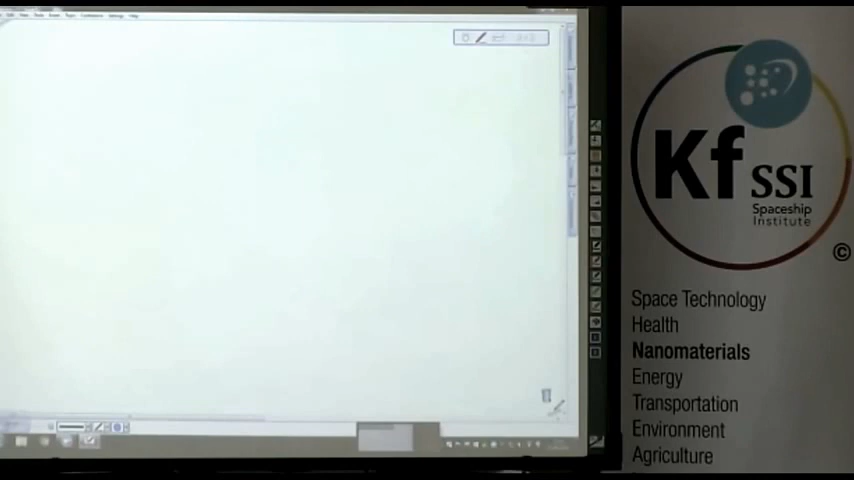 Kf SSI
Spaceship
Institute
©
Space Technology
Health
Nanomaterials
Energy
Transportation
Environment
Agriculture